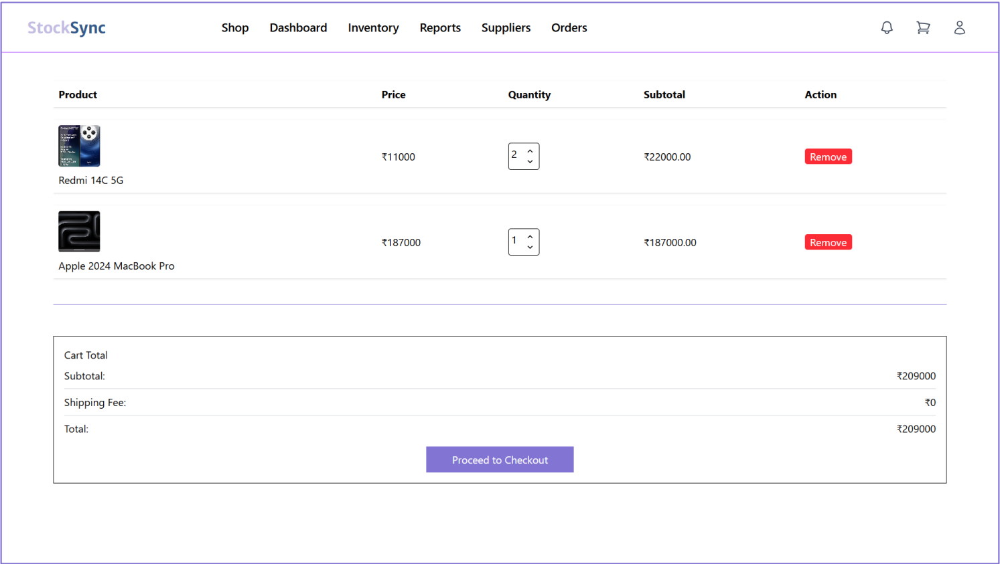 StockSync Shop Dashboard Inventory Reports Suppliers Orders
Product Price Quantity Subtotal Action
₹11000 2 ₹22000.00 Remove
Redmi 14C 5G
₹187000 1 ₹187000.00 Remove
Apple 2024 MacBook Pro
Cart Total
Subtotal: ₹209000
Shipping Fee: ₹0
Total: ₹209000
Proceed to Checkout